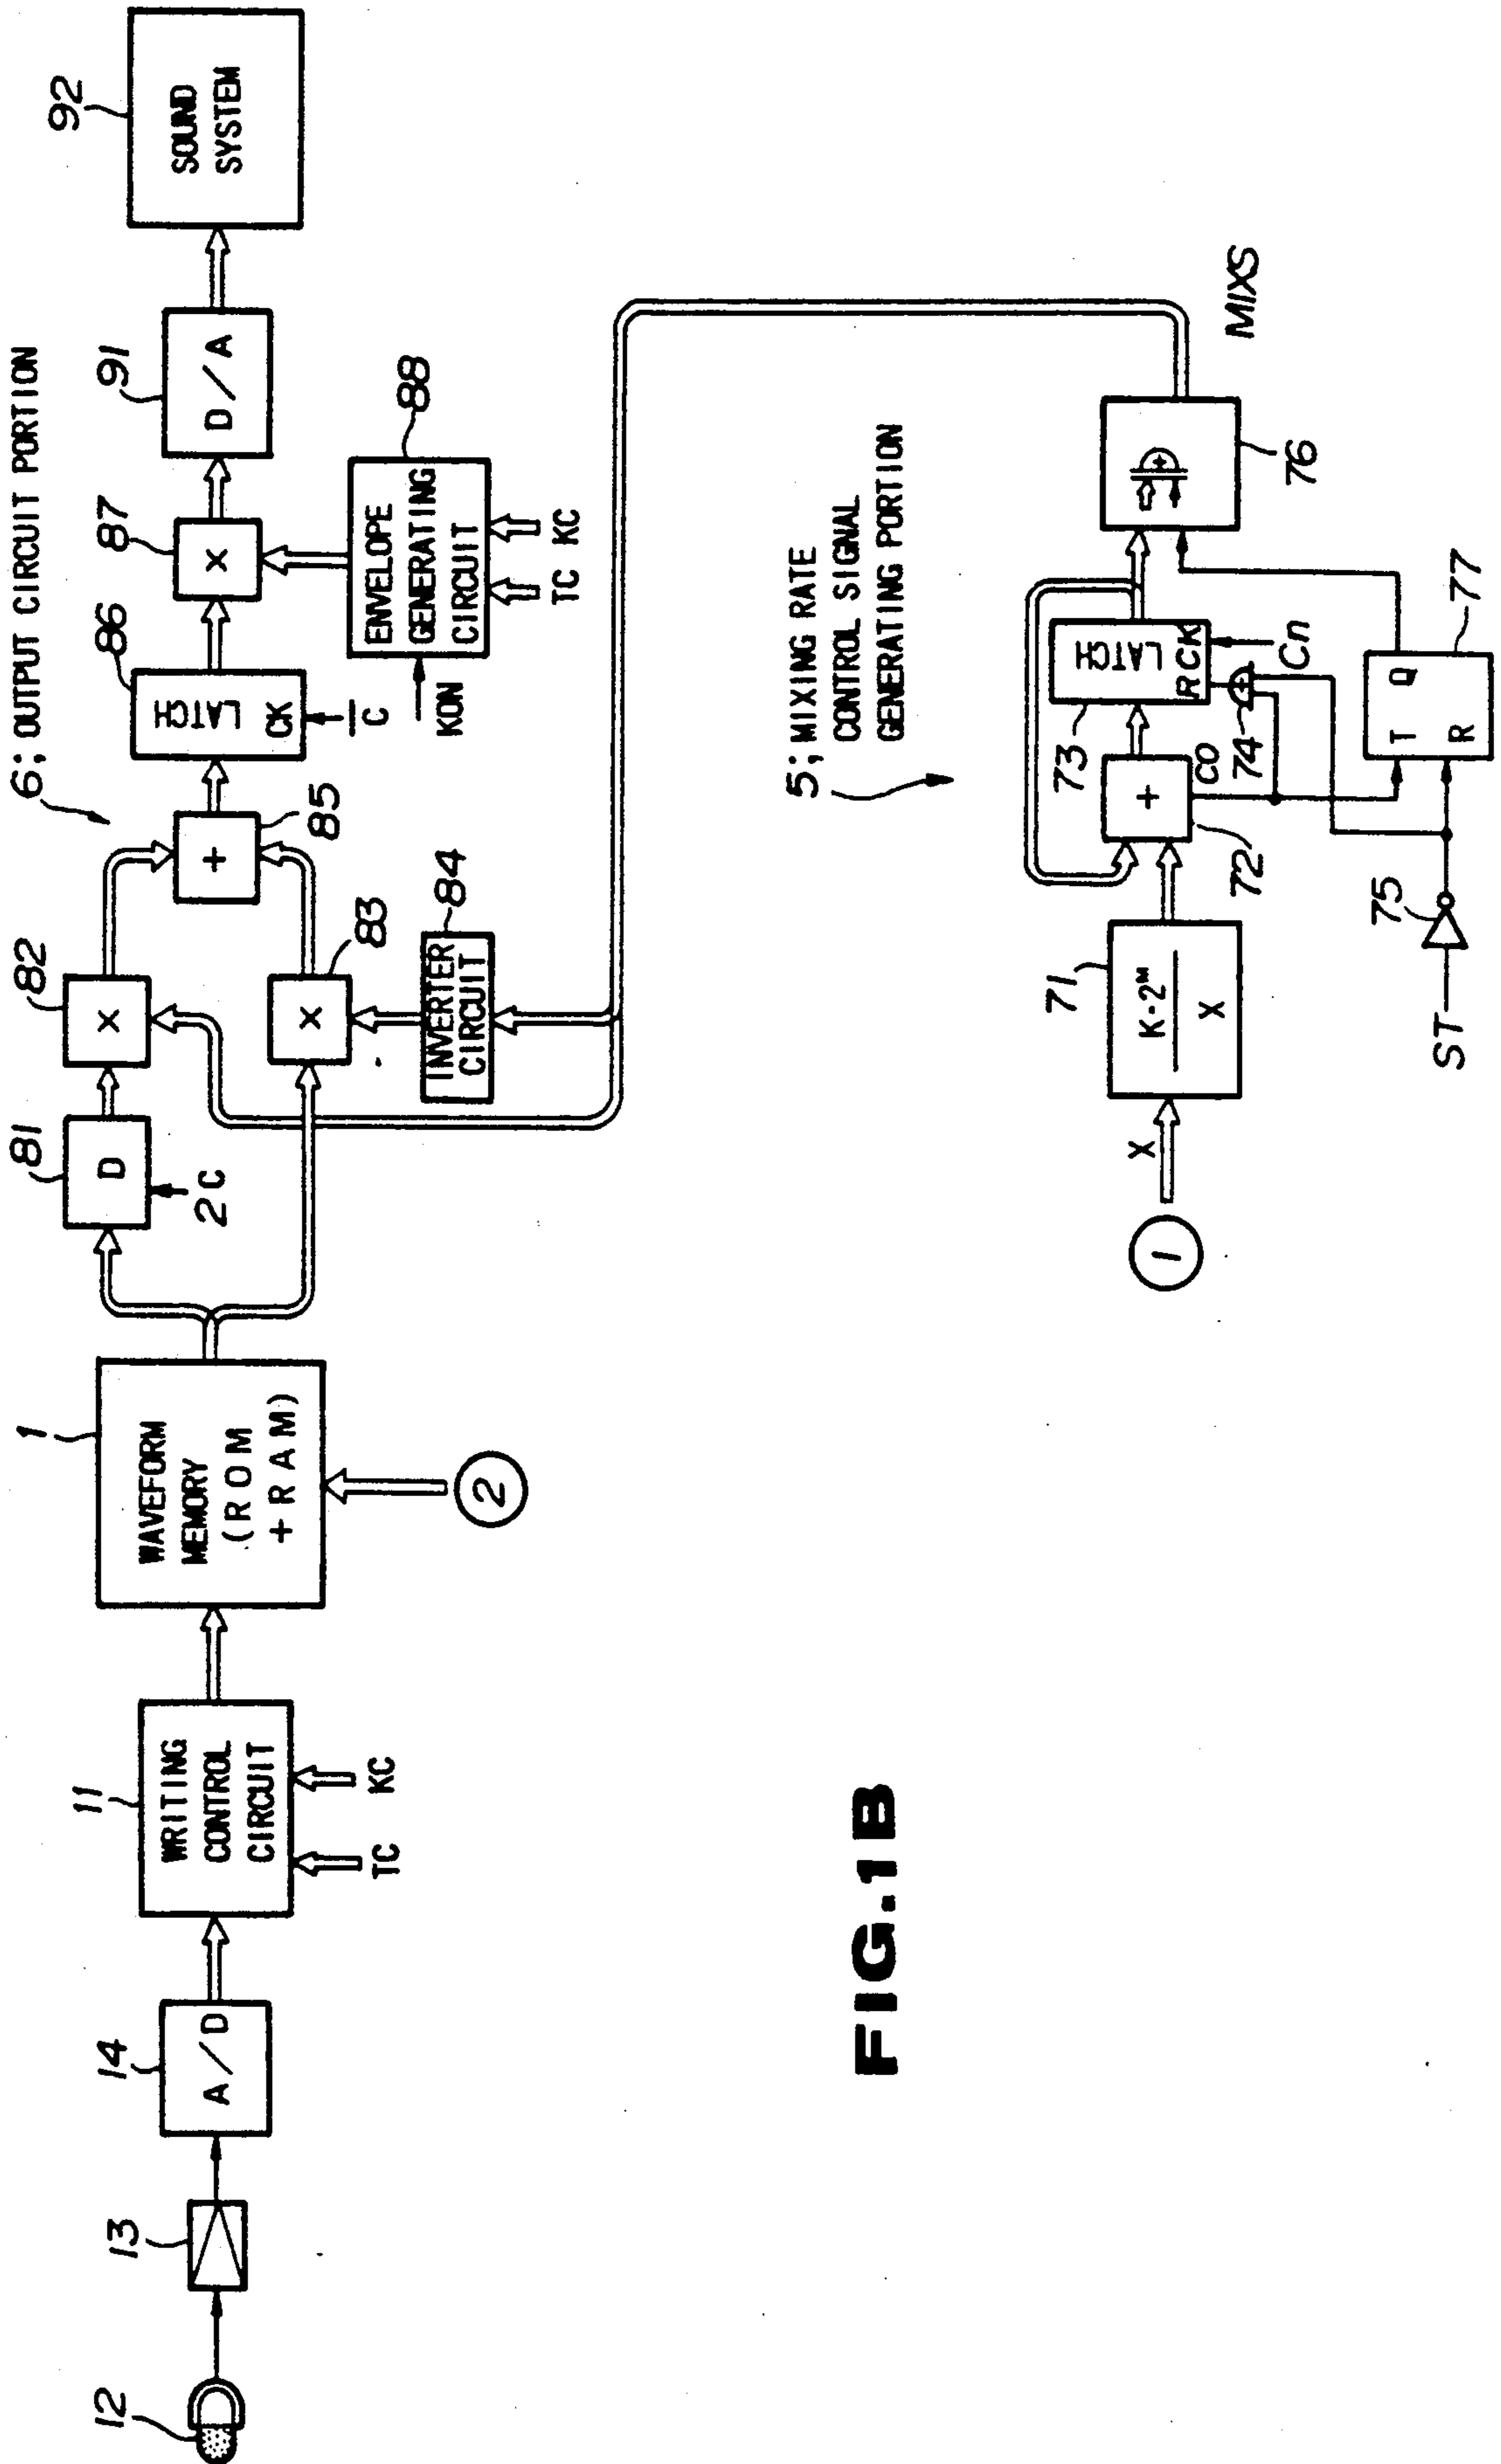 12
13
14
A/D
11
WRITING
CONTROL
CIRCUIT
TC
KC
1
WAVEFORM
MEMORY
(ROM
+RAM)
2
81
D
2C
82
X
83
X
84
INVERTER
CIRCUIT
6; OUTPUT CIRCUIT PORTION
85
+
86
LATCH
CK
C̅
87
X
88
ENVELOPE
GENERATING
CIRCUIT
KON
TC
KC
91
D/A
92
SOUND
SYSTEM
5; MIXING RATE
CONTROL SIGNAL
GENERATING PORTION
1
X
71
K·2ᴹ
X
72
+
CO
73
LATCH
R
CK
Cn
74
75
ST
76
+
77
T
Q
R
MIXS
FIG.1B